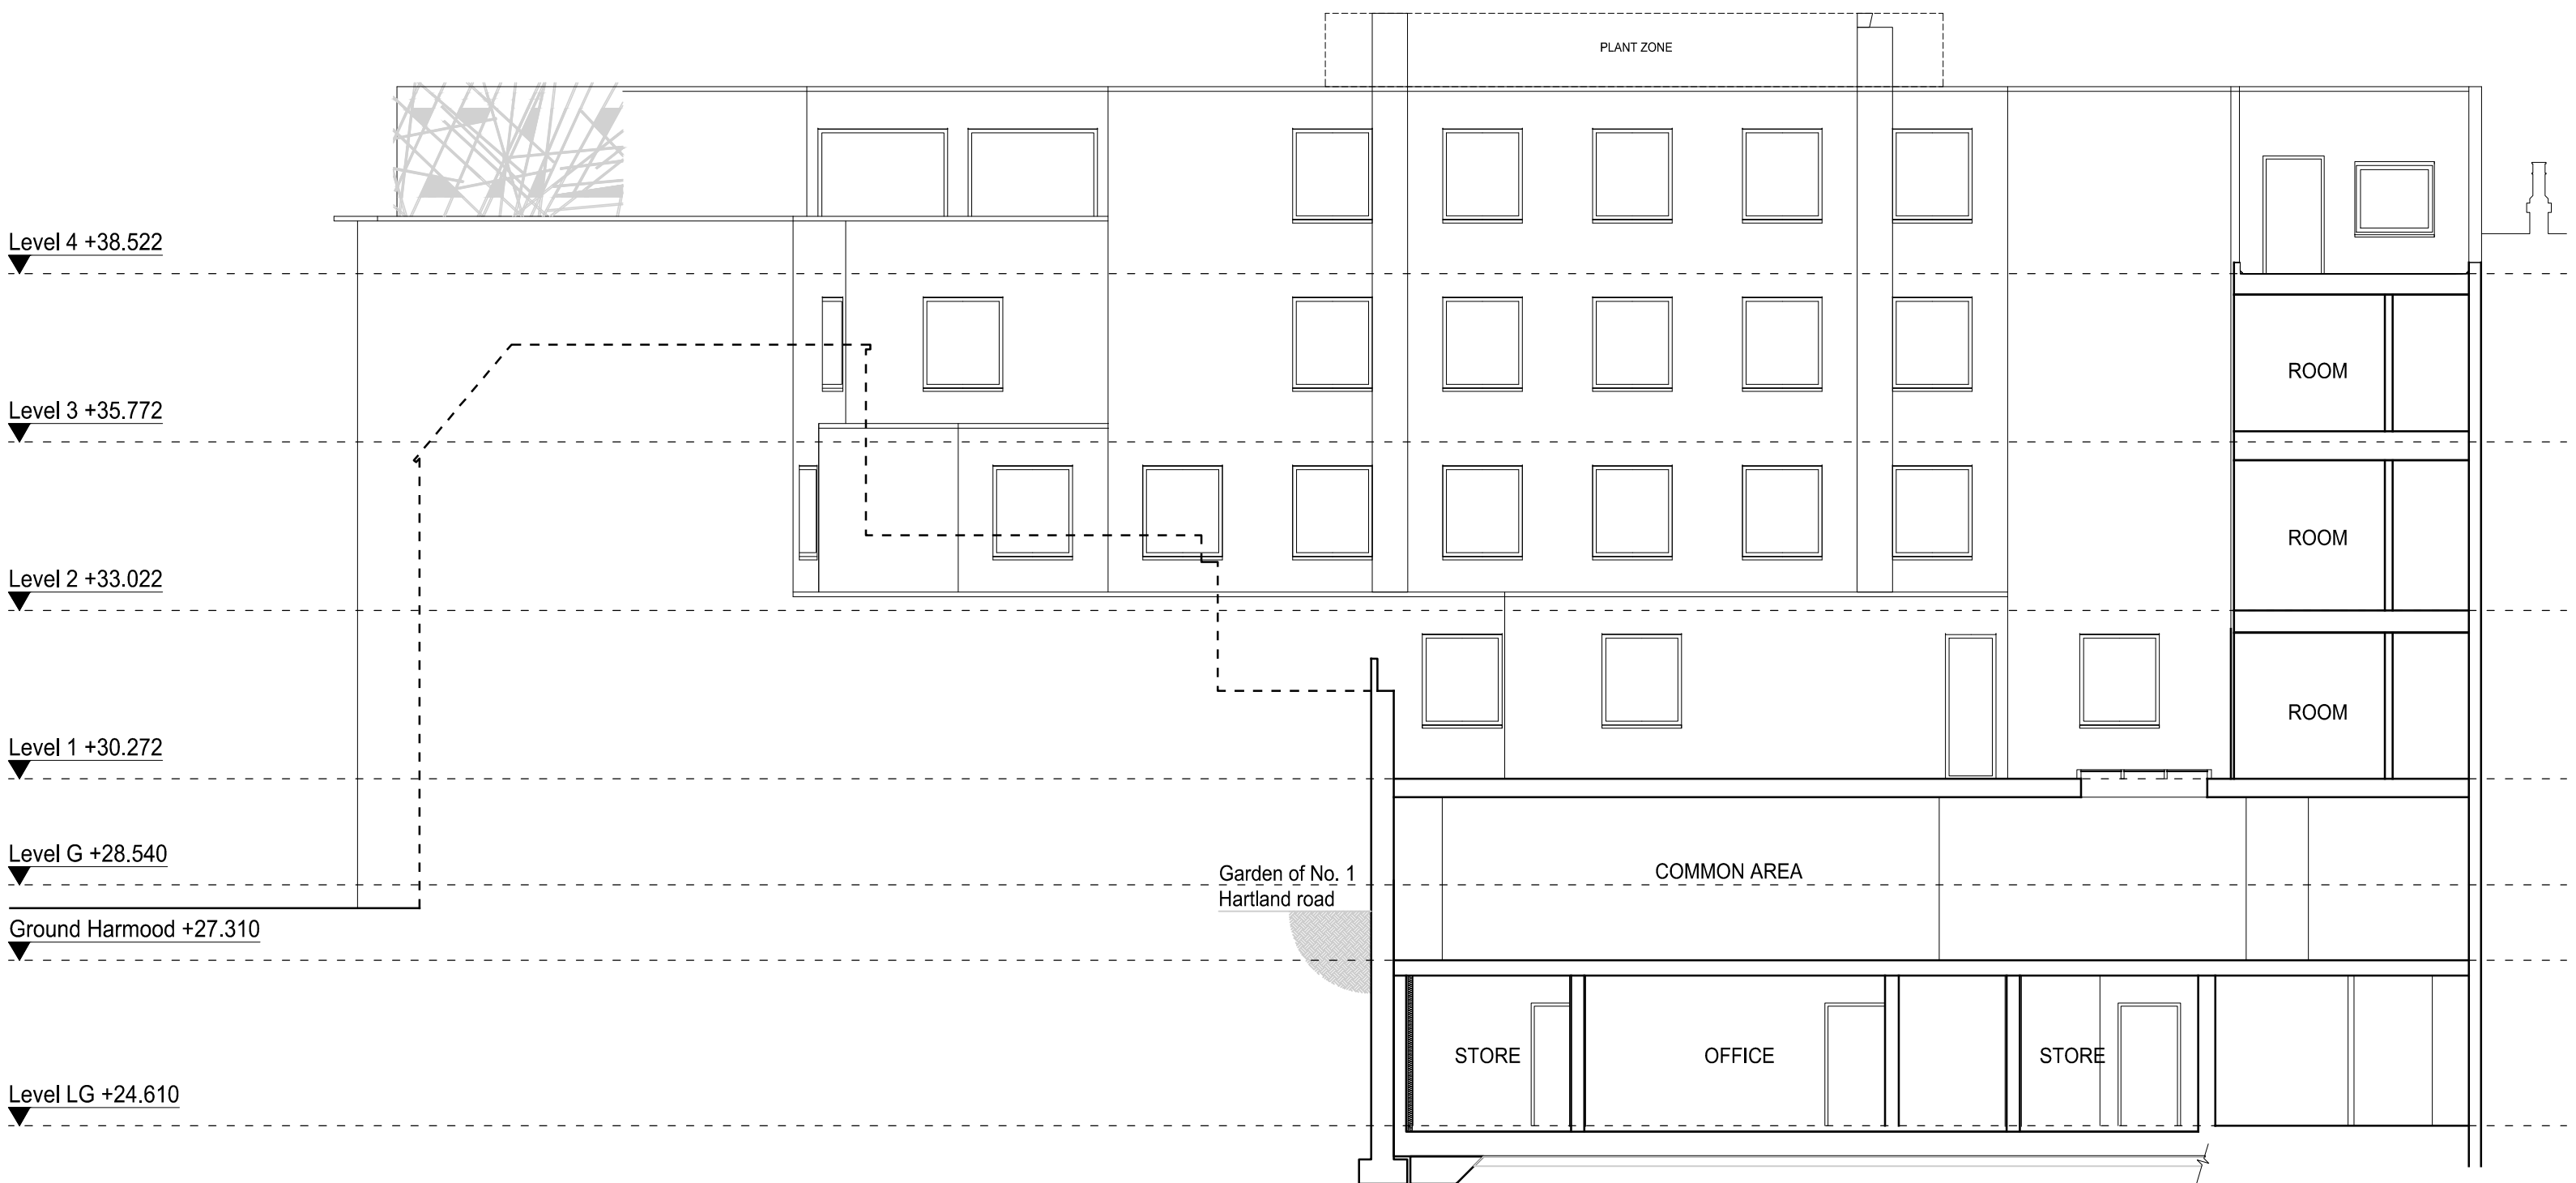 PLANT ZONE
Level 4 +38.522
ROOM
Level 3 +35.772
ROOM
Level 2 +33.022
ROOM
Level 1 +30.272
Level G +28.540
Garden of No. 1
Hartland road
COMMON AREA
Ground Harmood +27.310
STORE
OFFICE
STORE
Level LG +24.610